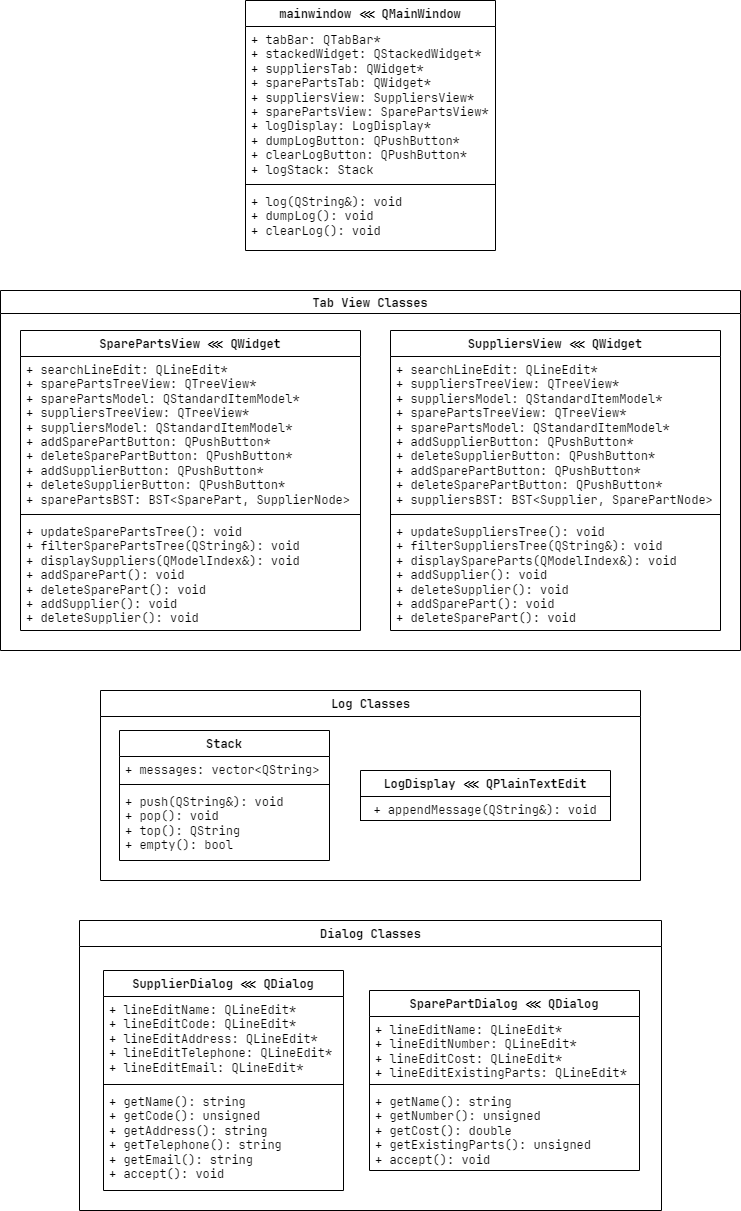 mainwindow <<< QMainWindow
+ tabBar: QTabBar*
+ stackedWidget: QStackedWidget*
+ suppliersTab: QWidget*
+ sparePartsTab: QWidget*
+ suppliersView: SuppliersView*
+ sparePartsView: SparePartsView*
+ logDisplay: LogDisplay*
+ dumpLogButton: QPushButton*
+ clearLogButton: QPushButton*
+ logStack: Stack
+ log(QString&): void
+ dumpLog(): void
+ clearLog(): void
Tab View Classes
SparePartsView <<< QWidget
+ searchLineEdit: QLineEdit*
+ sparePartsTreeView: QTreeView*
+ sparePartsModel: QStandardItemModel*
+ suppliersTreeView: QTreeView*
+ suppliersModel: QStandardItemModel*
+ addSparePartButton: QPushButton*
+ deleteSparePartButton: QPushButton*
+ addSupplierButton: QPushButton*
+ deleteSupplierButton: QPushButton*
+ sparePartsBST: BST<SparePart, SupplierNode>
+ updateSparePartsTree(): void
+ filterSparePartsTree(QString&): void
+ displaySuppliers(QModelIndex&): void
+ addSparePart(): void
+ deleteSparePart(): void
+ addSupplier(): void
+ deleteSupplier(): void
SuppliersView <<< QWidget
+ searchLineEdit: QLineEdit*
+ suppliersTreeView: QTreeView*
+ suppliersModel: QStandardItemModel*
+ sparePartsTreeView: QTreeView*
+ sparePartsModel: QStandardItemModel*
+ addSupplierButton: QPushButton*
+ deleteSupplierButton: QPushButton*
+ addSparePartButton: QPushButton*
+ deleteSparePartButton: QPushButton*
+ suppliersBST: BST<Supplier, SparePartNode>
+ updateSuppliersTree(): void
+ filterSuppliersTree(QString&): void
+ displaySpareParts(QModelIndex&): void
+ addSupplier(): void
+ deleteSupplier(): void
+ addSparePart(): void
+ deleteSparePart(): void
Log Classes
Stack
+ messages: vector<QString>
+ push(QString&): void
+ pop(): void
+ top(): QString
+ empty(): bool
LogDisplay <<< QPlainTextEdit
+ appendMessage(QString&): void
Dialog Classes
SupplierDialog <<< QDialog
+ lineEditName: QLineEdit*
+ lineEditCode: QLineEdit*
+ lineEditAddress: QLineEdit*
+ lineEditTelephone: QLineEdit*
+ lineEditEmail: QLineEdit*
+ getName(): string
+ getCode(): unsigned
+ getAddress(): string
+ getTelephone(): string
+ getEmail(): string
+ accept(): void
SparePartDialog <<< QDialog
+ lineEditName: QLineEdit*
+ lineEditNumber: QLineEdit*
+ lineEditCost: QLineEdit*
+ lineEditExistingParts: QLineEdit*
+ getName(): string
+ getNumber(): unsigned
+ getCost(): double
+ getExistingParts(): unsigned
+ accept(): void